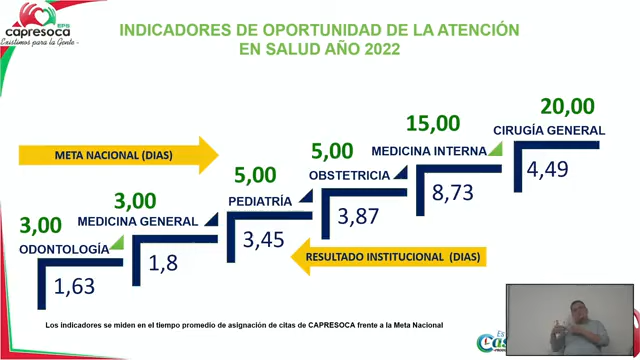 EPS
CAPRESOCA
Existimos para la Gente
INDICADORES DE OPORTUNIDAD DE LA ATENCIÓN
EN SALUD AÑO 2022
META NACIONAL (DIAS)
3,00
ODONTOLOGÍA
1,63
3,00
MEDICINA GENERAL
1,8
5,00
PEDIATRÍA
3,45
5,00
OBSTETRICIA
3,87
15,00
MEDICINA INTERNA
8,73
20,00
CIRUGÍA GENERAL
4,49
RESULTADO INSTITUCIONAL (DIAS)
Los indicadores se miden en el tiempo promedio de asignación de citas de CAPRESOCA frente a la Meta Nacional
Es